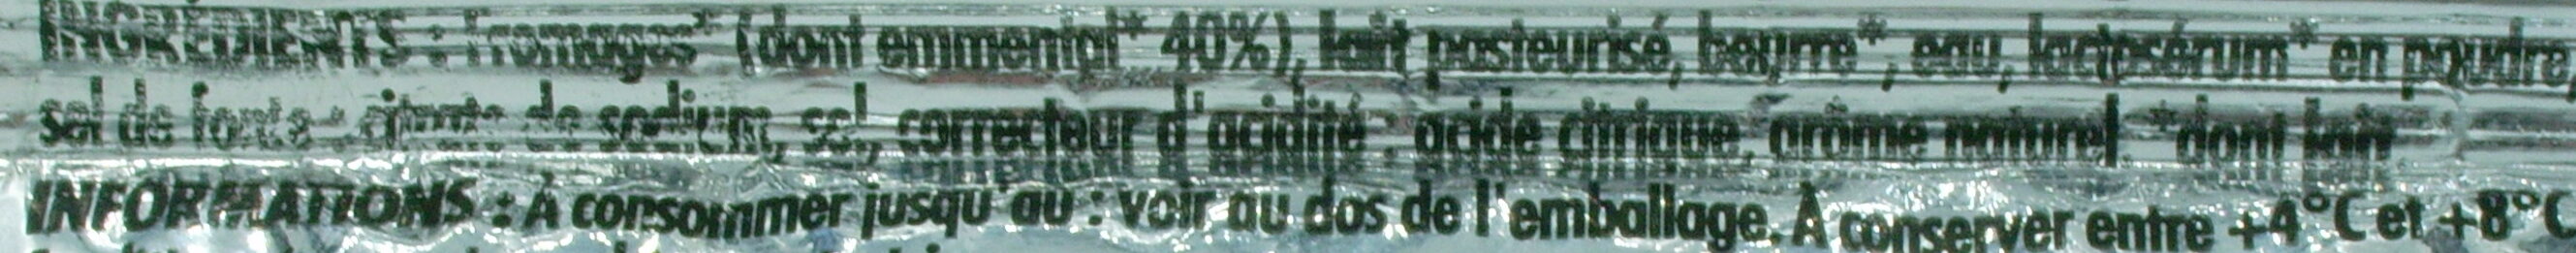 INGRÉDIENTS : fromages* (dont emmental* 40%), lait pasteurisé, beurre*, eau, lactosérum* en poudre
sel de fonte : citrate de sodium, sel, correcteur d'acidité : acide citrique, arôme naturel. *dont lait
INFORMATIONS : À consommer jusqu'au : voir au dos de l'emballage. À conserver entre +4°C et +8°C